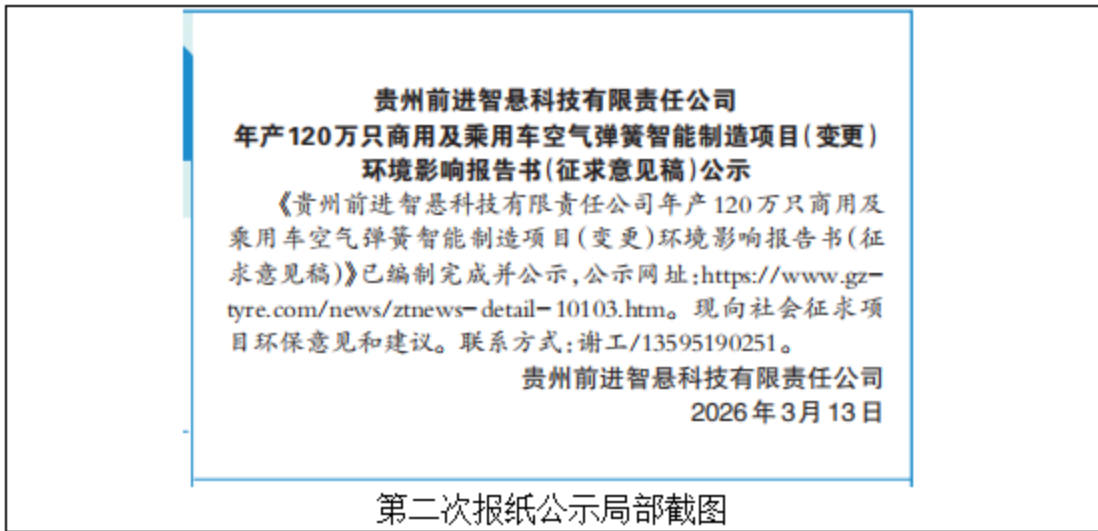 贵州前进智悬科技有限责任公司
年产120万只商用及乘用车空气弹簧智能制造项目(变更)
环境影响报告书(征求意见稿)公示
《贵州前进智悬科技有限责任公司年产120万只商用及
乘用车空气弹簧智能制造项目(变更)环境影响报告书(征
求意见稿)》已编制完成并公示,公示网址:https://www.gz-
tyre.com/news/ztnews-detail-10103.htm。现向社会征求项
目环保意见和建议。联系方式:谢工/13595190251。
贵州前进智悬科技有限责任公司
2026年3月13日
第二次报纸公示局部截图